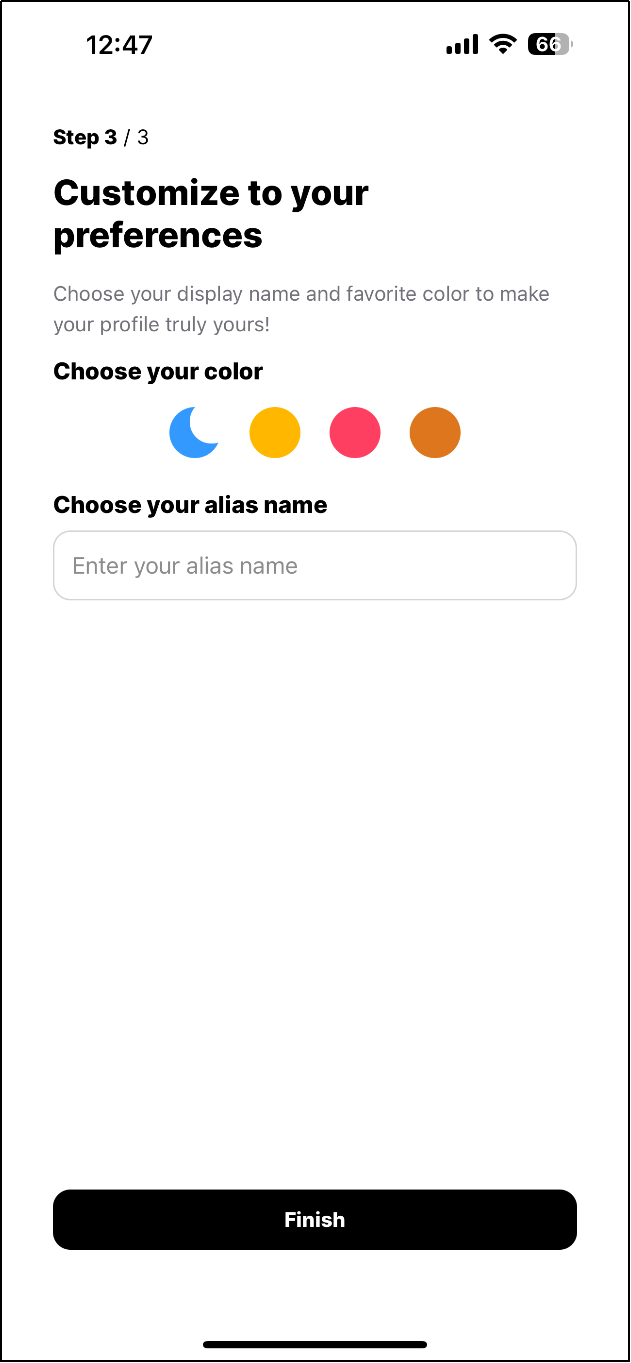 12:47
66
Step 3 / 3
Customize to your
preferences
Choose your display name and favorite color to make
your profile truly yours!
Choose your color
Choose your alias name
Enter your alias name
Finish